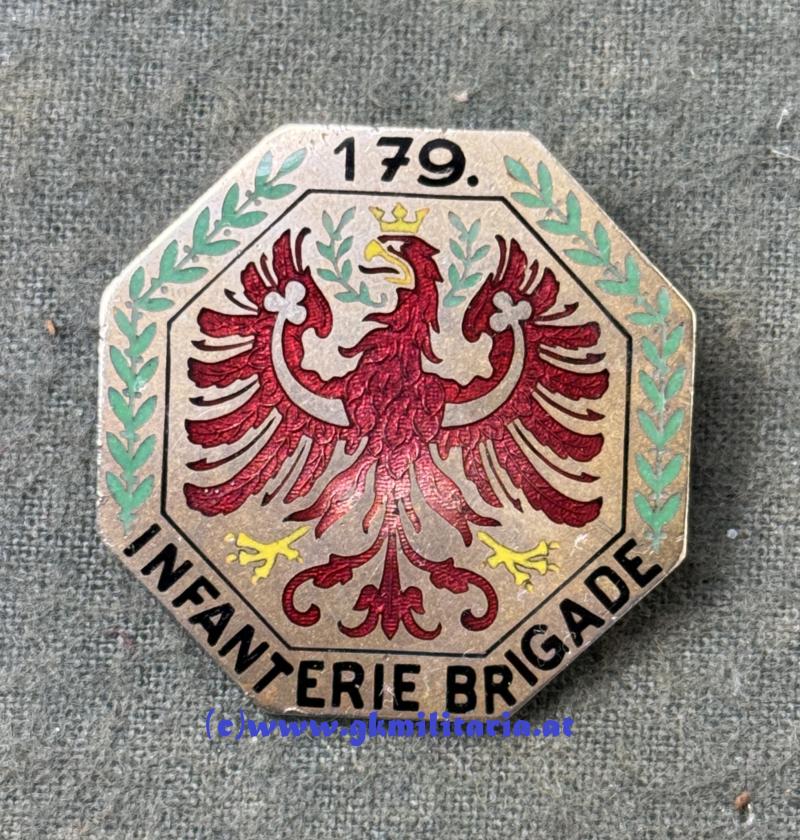 179.
INFANTERIE BRIGADE
(c)www.gkmilitaria.at